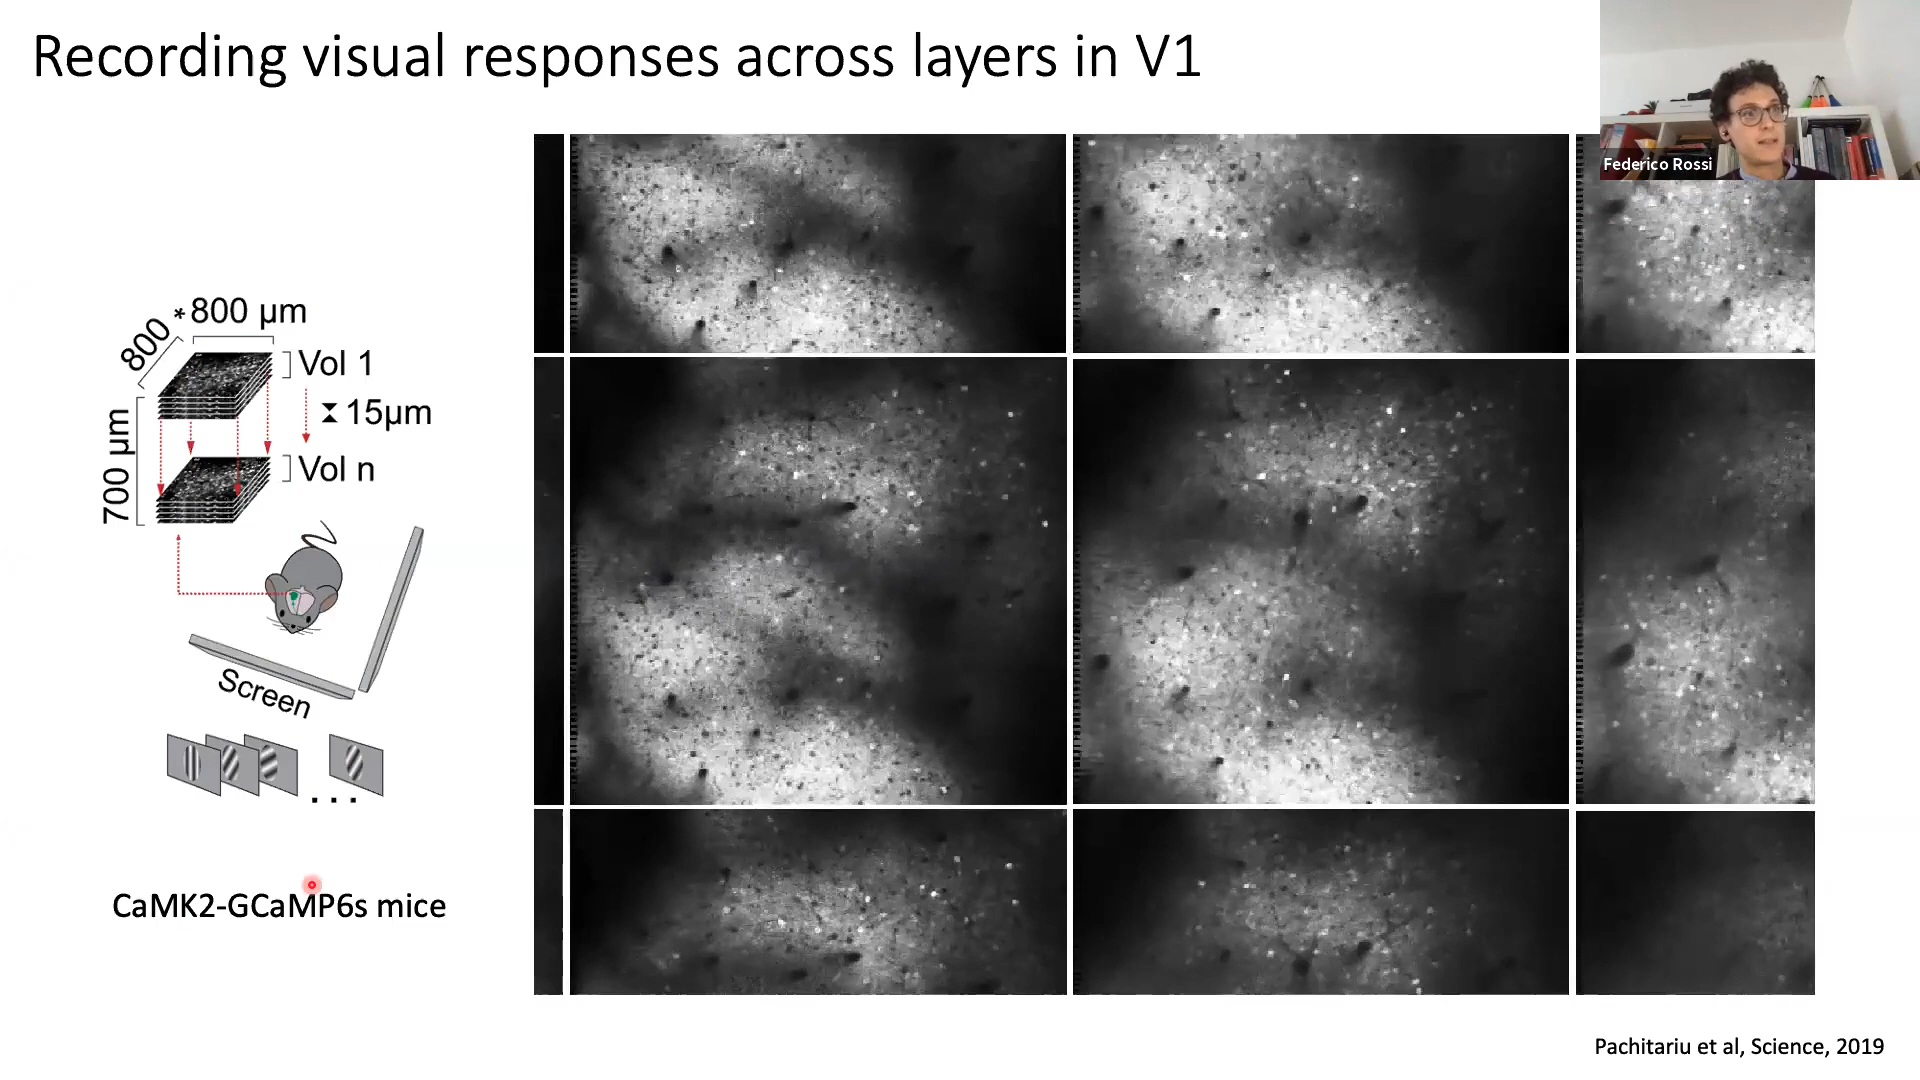 Recording visual responses across layers in V1
Federico Rossi
800 * 800 µm
Vol 1
15µm
700 µm
Vol n
Screen
...
CaMK2-GCaMP6s mice
Pachitariu et al, Science, 2019